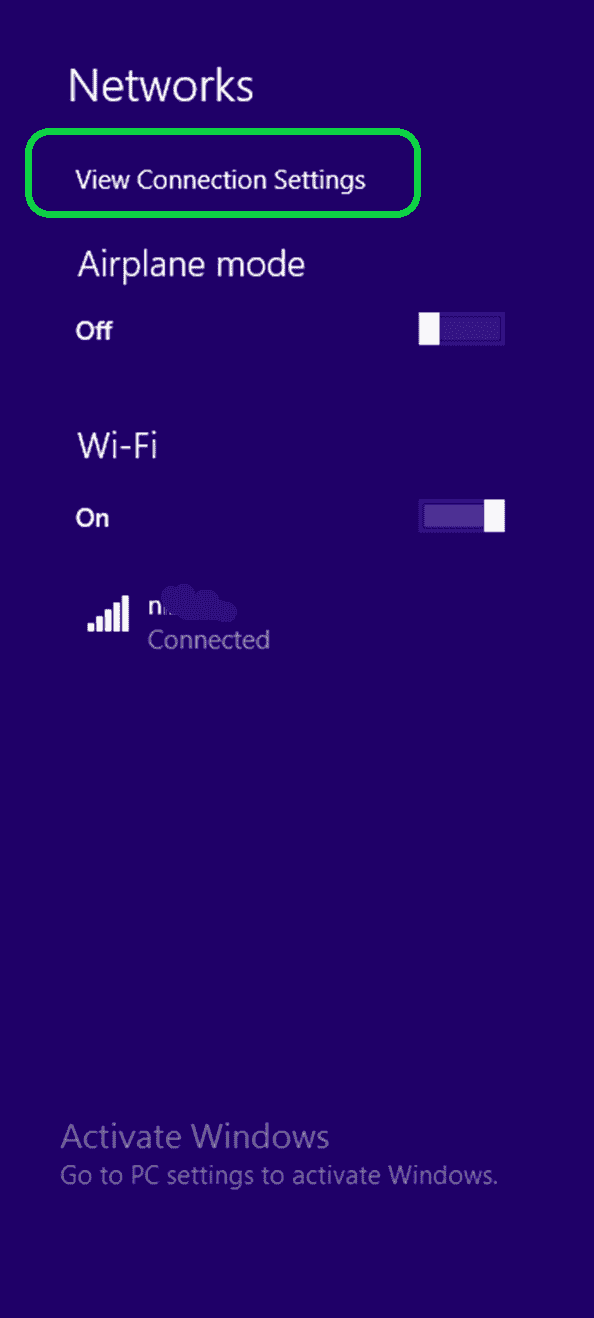 Networks
View Connection Settings
Airplane mode
Off
Wi-Fi
On
Connected
Activate Windows
Go to PC settings to activate Windows.